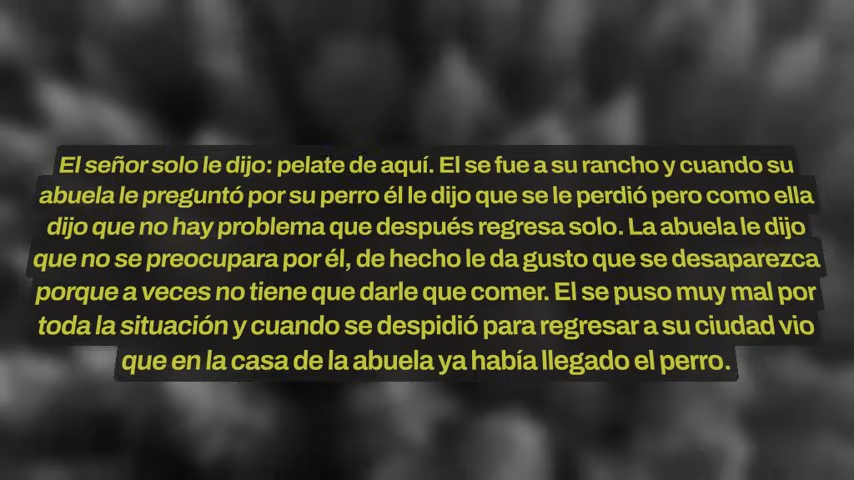 El señor solo le dijo: pelate de aquí. El se fue a su rancho y cuando su
abuela le preguntó por su perro él le dijo que se le perdió pero como ella
dijo que no hay problema que después regresa solo. La abuela le dijo
que no se preocupara por él, de hecho le da gusto que se desaparezca
porque a veces no tiene que darle que comer. El se puso muy mal por
toda la situación y cuando se despidió para regresar a su ciudad vio
que en la casa de la abuela ya había llegado el perro.